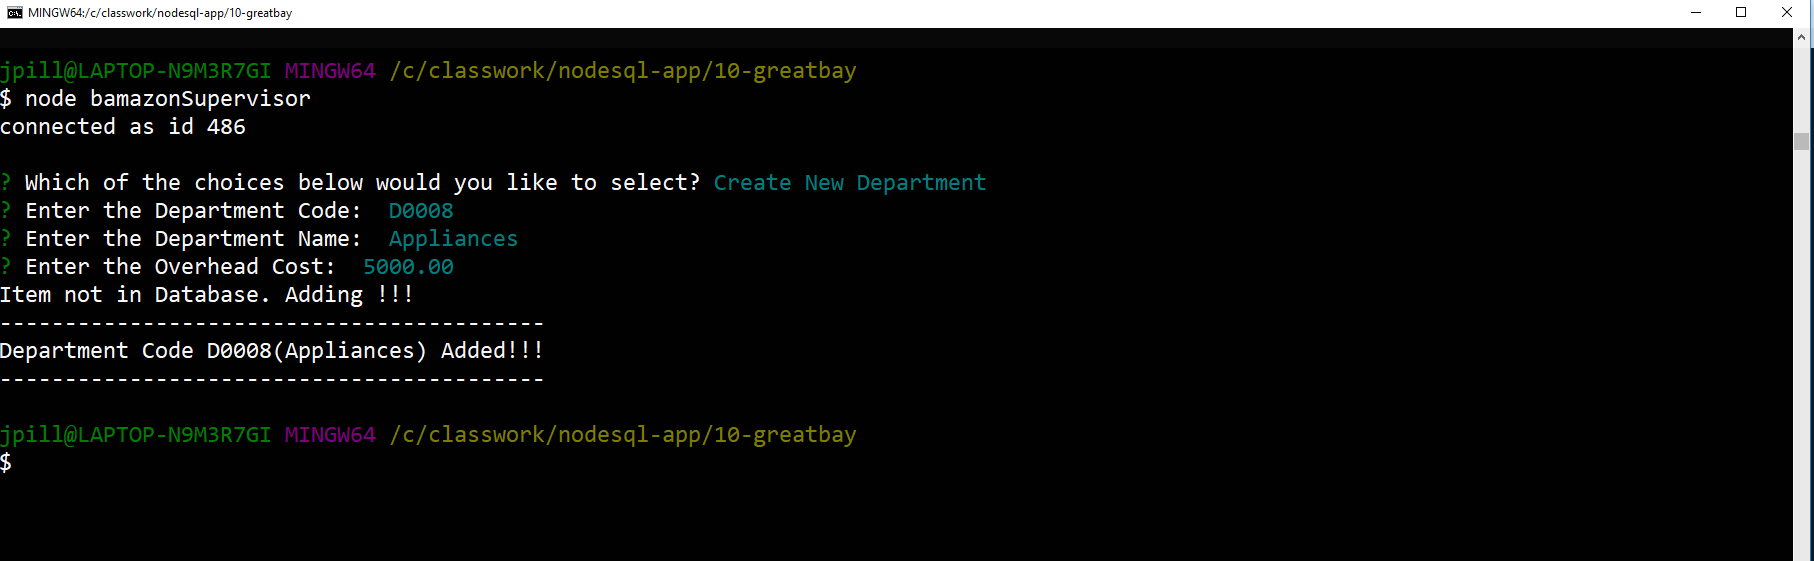 MINGW64:/c/classwork/nodesql-app/10-greatbay
jpill@LAPTOP-N9M3R7GI MINGW64 /c/classwork/nodesql-app/10-greatbay
$ node bamazonSupervisor
connected as id 486
? Which of the choices below would you like to select? Create New Department
? Enter the Department Code:  D0008
? Enter the Department Name:  Appliances
? Enter the Overhead Cost:  5000.00
Item not in Database. Adding !!!
------------------------------------------
Department Code D0008(Appliances) Added!!!
------------------------------------------
jpill@LAPTOP-N9M3R7GI MINGW64 /c/classwork/nodesql-app/10-greatbay
$